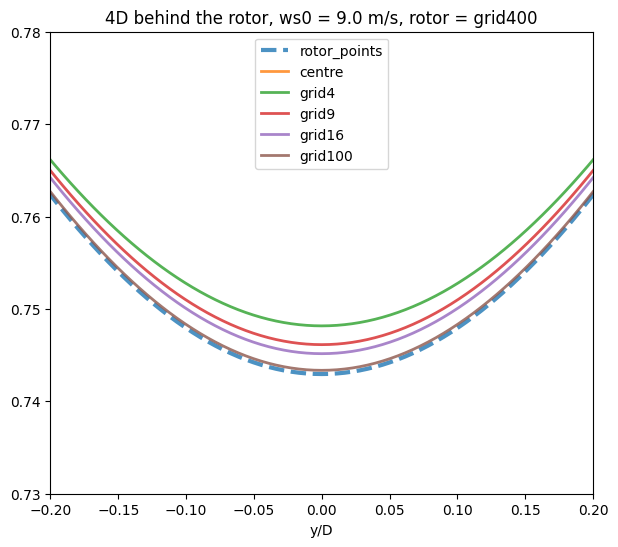 4D behind the rotor, ws0 = 9.0 m/s, rotor = grid400
0.78
0.77
0.76
0.75
0.74
0.73
rotor_points
centre
grid4
grid9
grid16
grid100
−0.20 −0.15 −0.10 −0.05 0.00 0.05 0.10 0.15 0.20
y/D